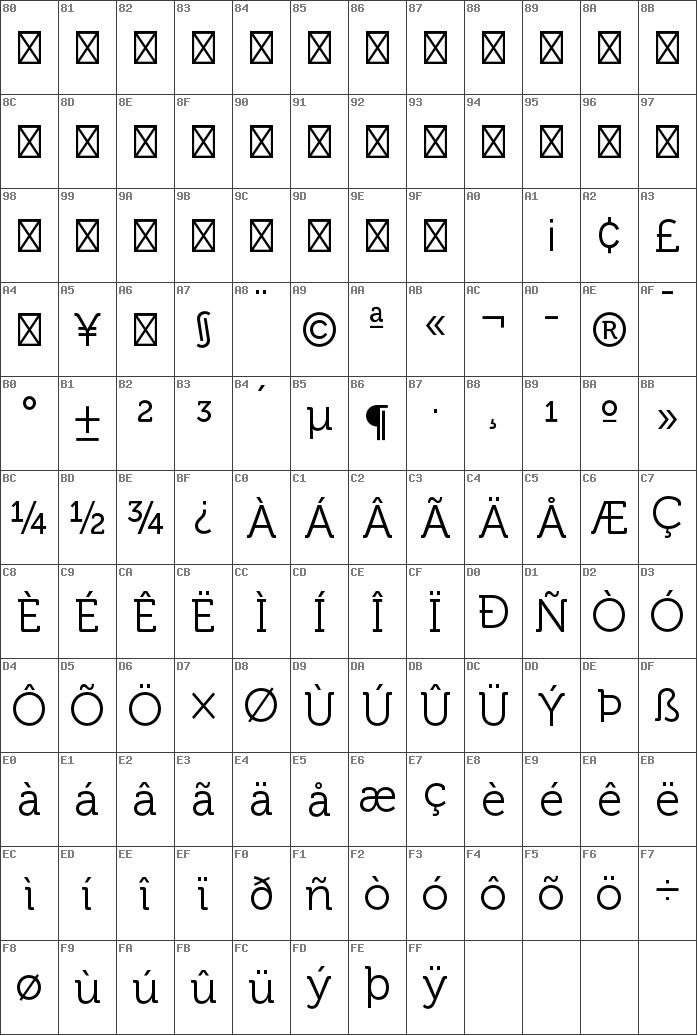 80 81 82 83 84 85 86 87 88 89 8A 8B
8C 8D 8E 8F 90 91 92 93 94 95 96 97
98 99 9A 9B 9C 9D 9E 9F A0 A1 A2 A3
¡ ¢ £
A4 A5 A6 A7 A8 A9 AA AB AC AD AE AF
¥ § ¨ © ª « ¬ - ® ¯
B0 B1 B2 B3 B4 B5 B6 B7 B8 B9 BA BB
° ± ² ³ ´ µ ¶ · ¸ ¹ º »
BC BD BE BF C0 C1 C2 C3 C4 C5 C6 C7
¼ ½ ¾ ¿ À Á Â Ã Ä Å Æ Ç
C8 C9 CA CB CC CD CE CF D0 D1 D2 D3
È É Ê Ë Ì Í Î Ï Ð Ñ Ò Ó
D4 D5 D6 D7 D8 D9 DA DB DC DD DE DF
Ô Õ Ö × Ø Ù Ú Û Ü Ý Þ ß
E0 E1 E2 E3 E4 E5 E6 E7 E8 E9 EA EB
à á â ã ä å æ ç è é ê ë
EC ED EE EF F0 F1 F2 F3 F4 F5 F6 F7
ì í î ï ð ñ ò ó ô õ ö ÷
F8 F9 FA FB FC FD FE FF
ø ù ú û ü ý þ ÿ